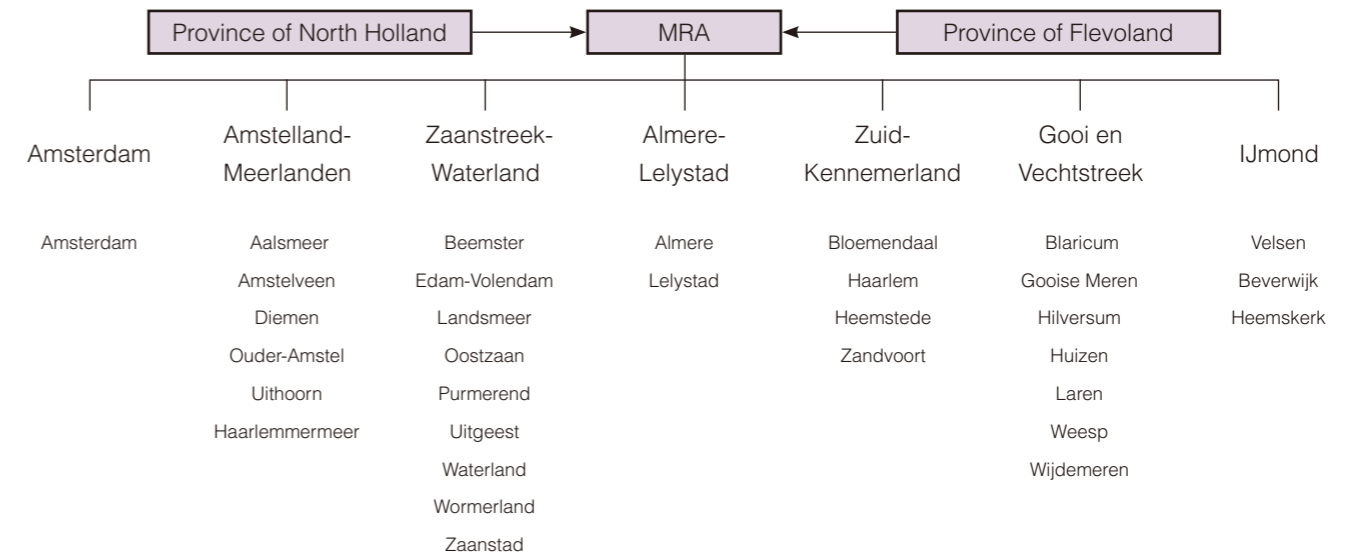 Province of North Holland
MRA
Province of Flevoland
Amsterdam
Amstelland-
Meerlanden
Zaanstreek-
Waterland
Almere-
Lelystad
Zuid-
Kennemerland
Gooi en
Vechtstreek
IJmond
Amsterdam
Aalsmeer
Amstelveen
Diemen
Ouder-Amstel
Uithoorn
Haarlemmermeer
Beemster
Edam-Volendam
Landsmeer
Oostzaan
Purmerend
Uitgeest
Waterland
Wormerland
Zaanstad
Almere
Lelystad
Bloemendaal
Haarlem
Heemstede
Zandvoort
Blaricum
Gooise Meren
Hilversum
Huizen
Laren
Weesp
Wijdemeren
Velsen
Beverwijk
Heemskerk